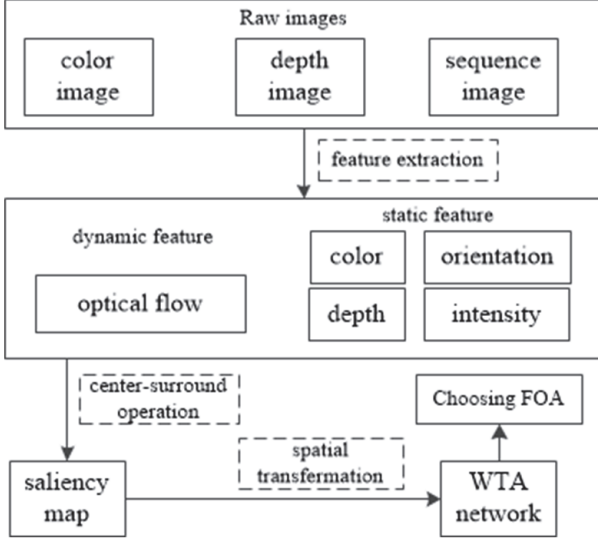 Raw images
color
image
depth
image
sequence
image
feature extraction
dynamic feature
static feature
optical flow
color
orientation
depth
intensity
center-surround
operation
Choosing FOA
spatial
transfermation
saliency
map
WTA
network